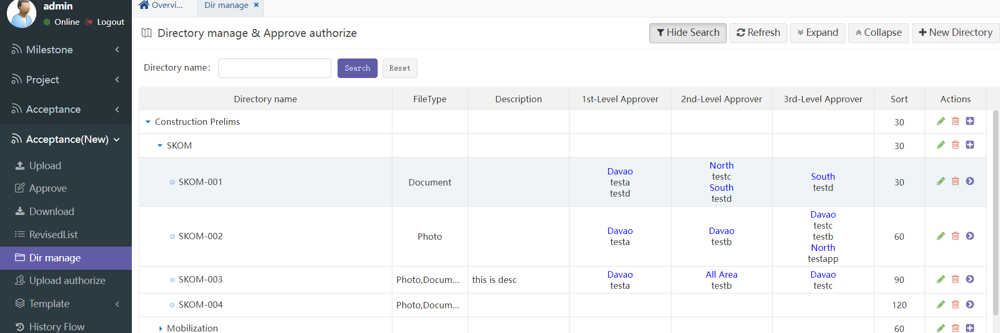 admin
Online Logout
Milestone
Project
Acceptance
Acceptance(New)
Upload
Approve
Download
RevisedList
Dir manage
Upload authorize
Template
History Flow
Overvi... Dir manage ×
Directory manage & Approve authorize
Hide Search Refresh Expand Collapse New Directory
Directory name: Search Reset
Directory name FileType Description 1st-Level Approver 2nd-Level Approver 3rd-Level Approver Sort Actions
Construction Prelims 30
SKOM 30
SKOM-001 Document
Davao
testa
testd
North
testc
South
testd
South
testd
30
SKOM-002 Photo
Davao
testa
Davao
testb
Davao
testc
testb
North
testapp
60
SKOM-003 Photo,Docum... this is desc
Davao
testa
All Area
testb
Davao
testc
90
SKOM-004 Photo,Docum... 120
Mobilization 60